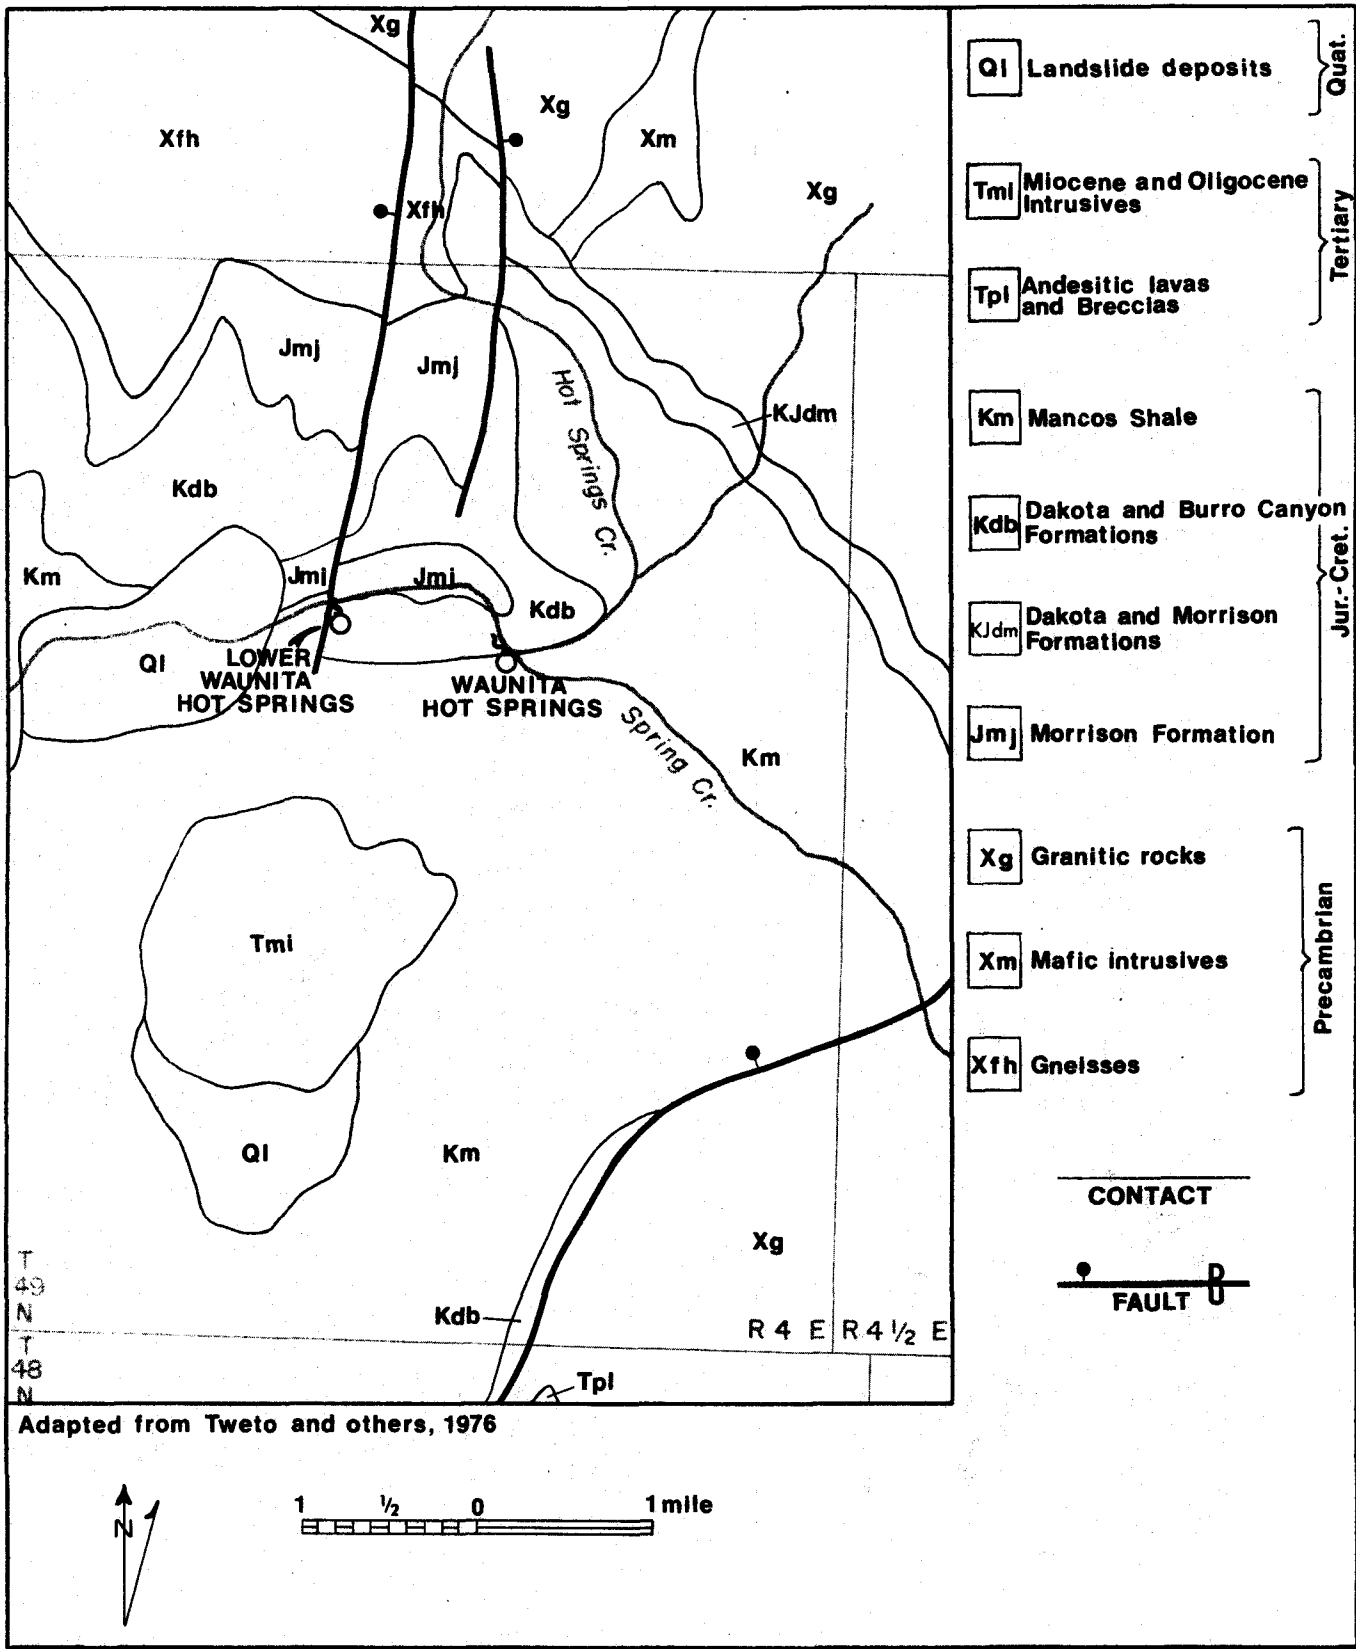 Xg
Xg
Xfh
Xm
Xg
Xfh
Jmj
Jmj
Hot Springs Cr.
KJdm
Kdb
Km
Jmj
Jmj
Kdb
Ql
LOWER
WAUNITA
HOT SPRINGS
WAUNITA
HOT SPRINGS
Spring Cr.
Km
Tmi
Ql
Km
Xg
T
49
N
Kdb
R 4 E
R 4 ½ E
T
48
N
Tpl
Ql Landslide deposits
Quat.
Tmi Miocene and Oligocene
Intrusives
Tpl Andesitic lavas
and Breccias
Tertiary
Km Mancos Shale
Kdb Dakota and Burro Canyon
Formations
KJdm Dakota and Morrison
Formations
Jmj Morrison Formation
Jur.-Cret.
Xg Granitic rocks
Xm Mafic intrusives
Xfh Gneisses
Precambrian
CONTACT
D
FAULT U
Adapted from Tweto and others, 1976
N
1 ½ 0 1 mile